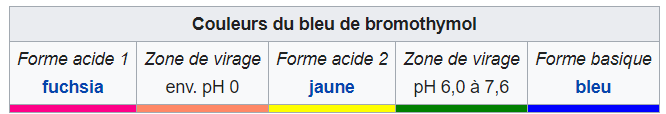 Couleurs du bleu de bromothymol
Forme acide 1 Zone de virage Forme acide 2 Zone de virage Forme basique
fuchsia env. pH 0 jaune pH 6,0 à 7,6 bleu